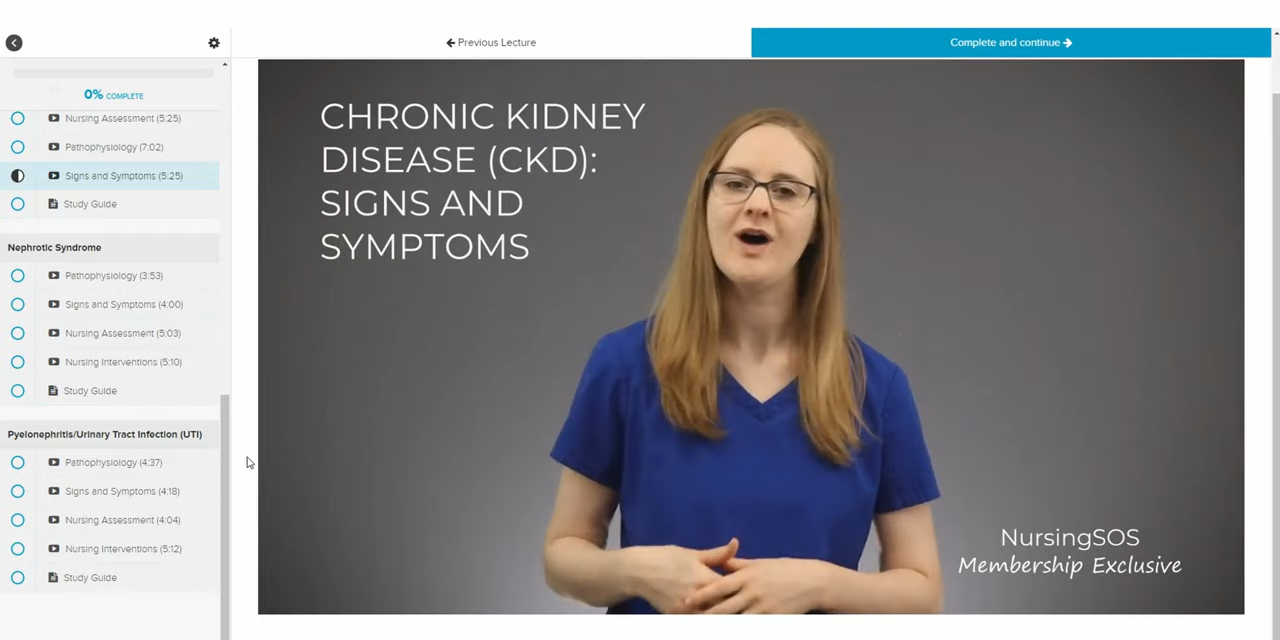 Previous Lecture
Complete and continue
0% COMPLETE
Nursing Assessment (5:25)
Pathophysiology (7:02)
Signs and Symptoms (5:25)
Study Guide
Nephrotic Syndrome
Pathophysiology (3:53)
Signs and Symptoms (4:00)
Nursing Assessment (5:03)
Nursing Interventions (5:10)
Study Guide
Pyelonephritis/Urinary Tract Infection (UTI)
Pathophysiology (4:37)
Signs and Symptoms (4:18)
Nursing Assessment (4:04)
Nursing Interventions (5:12)
Study Guide
CHRONIC KIDNEY
DISEASE (CKD):
SIGNS AND
SYMPTOMS
NursingSOS
Membership Exclusive